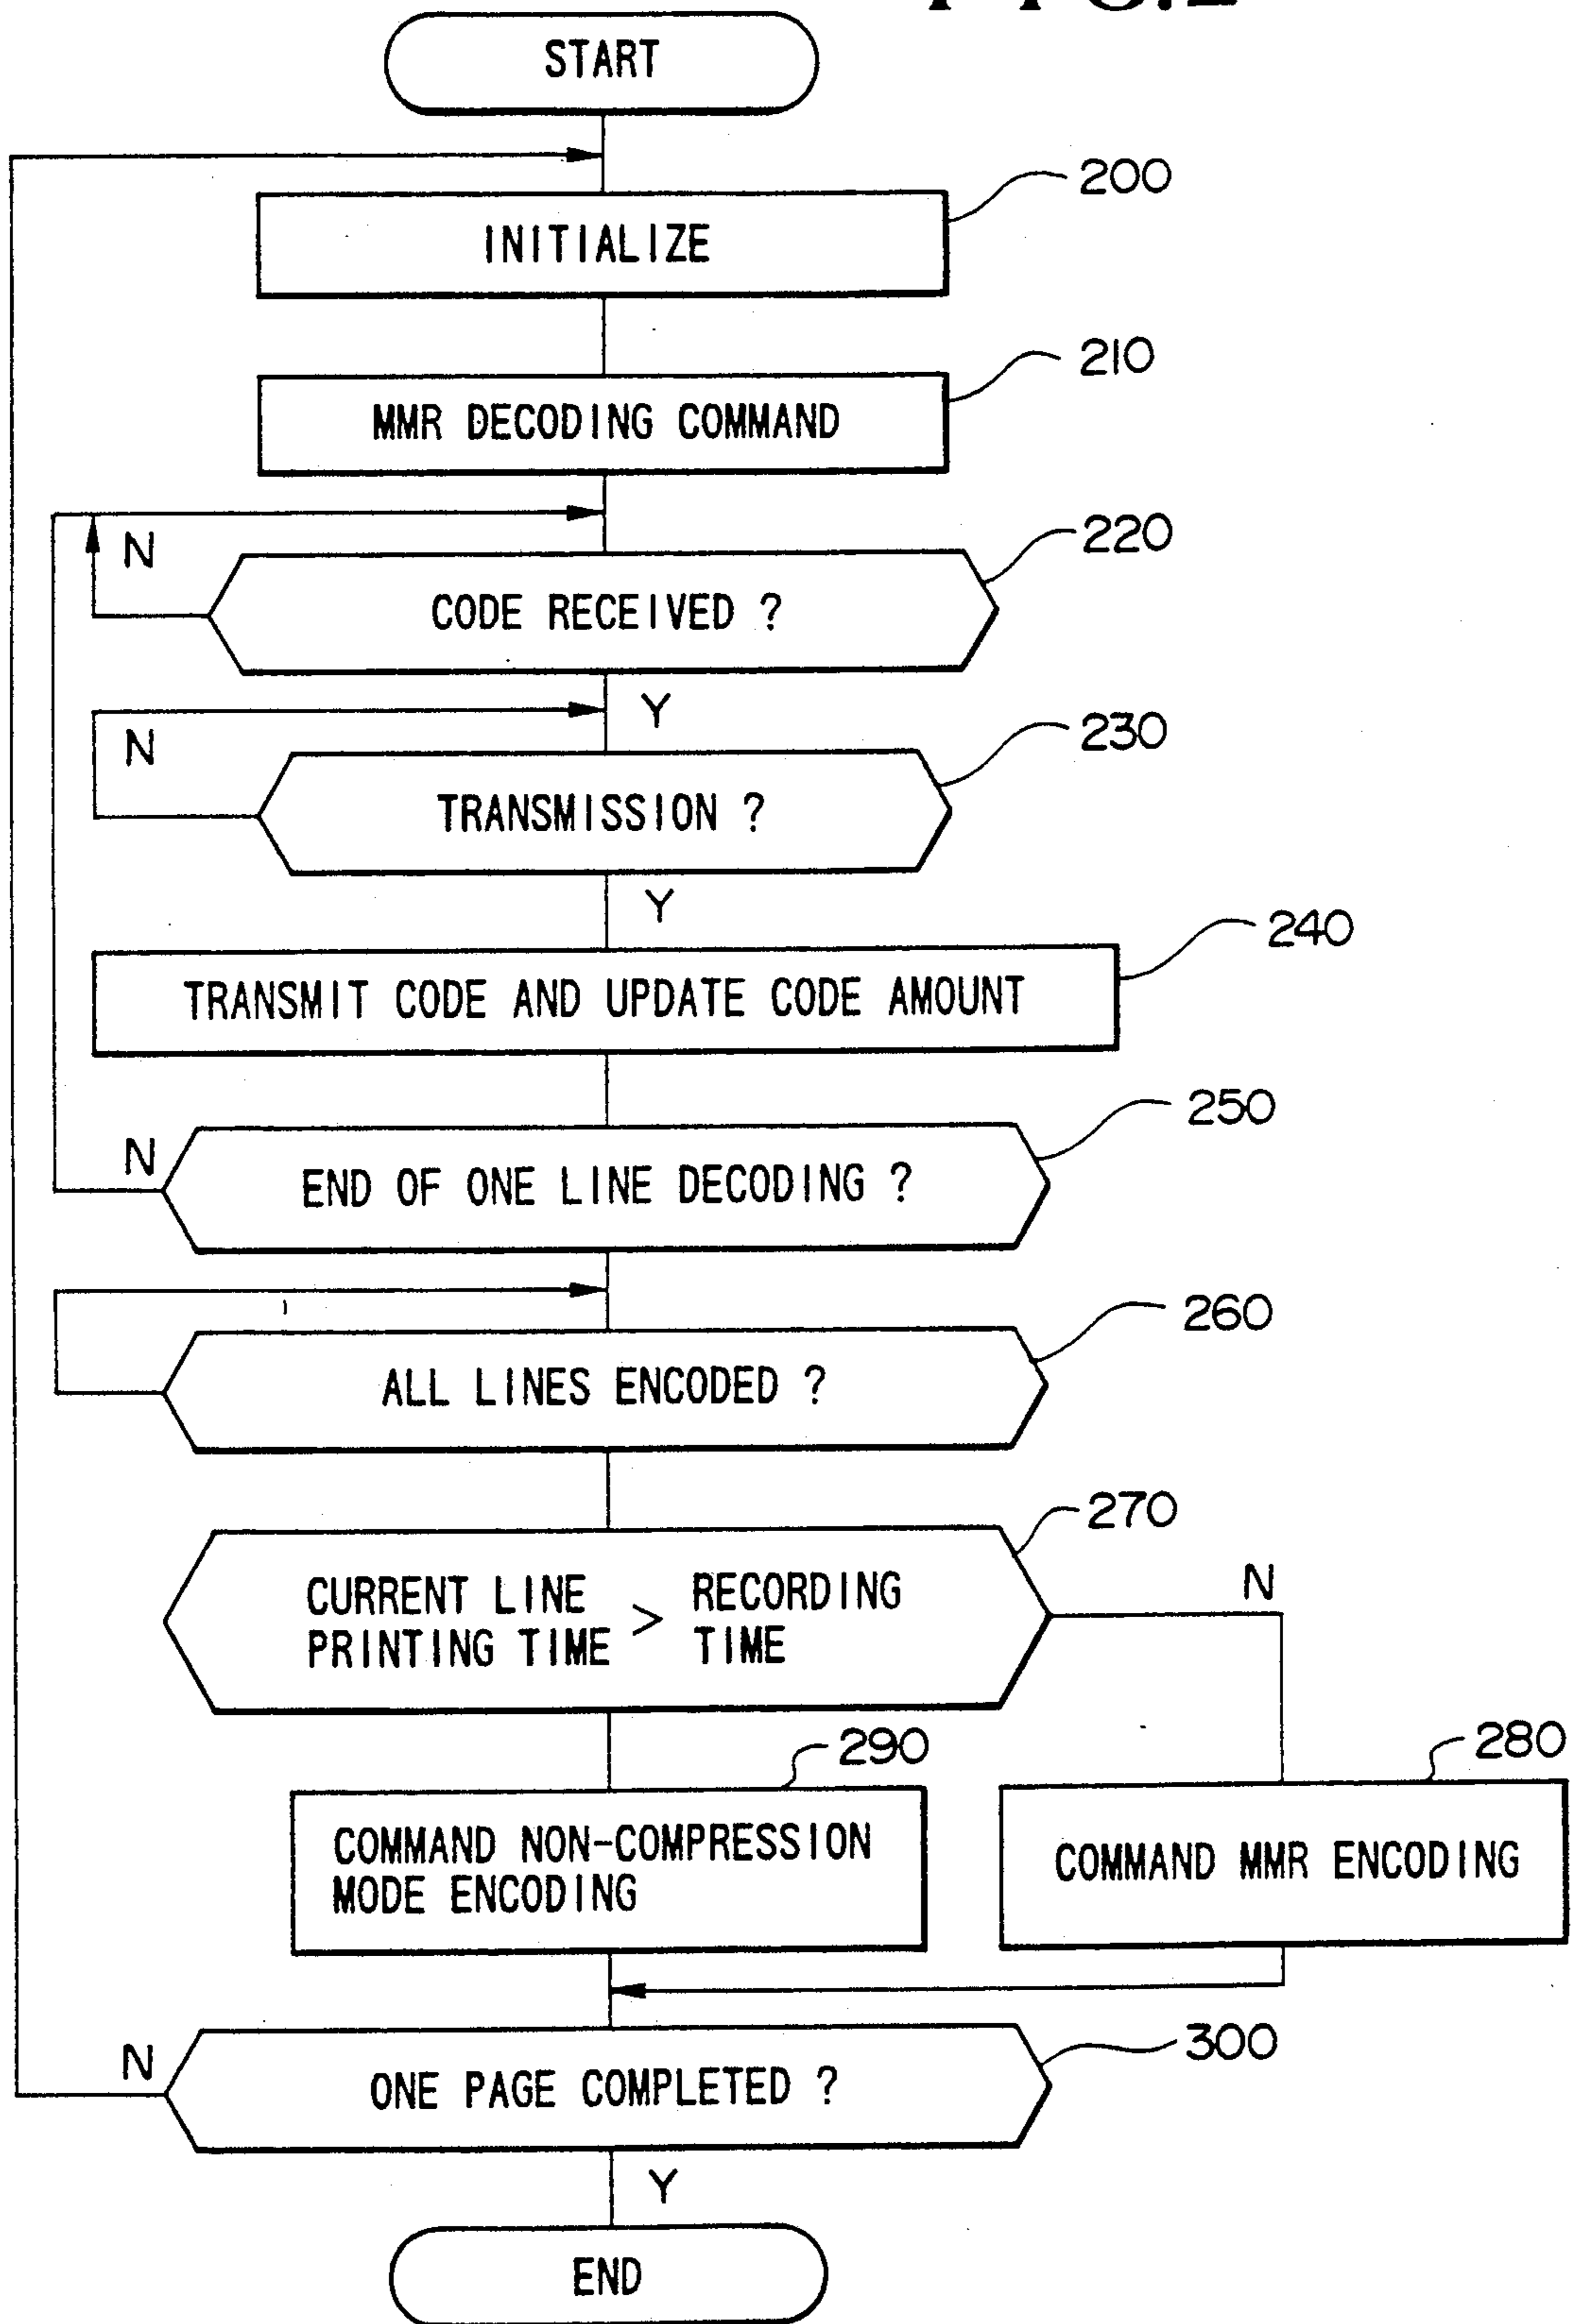 START
200
INITIALIZE
210
MMR DECODING COMMAND
N
220
CODE RECEIVED ?
Y
N
230
TRANSMISSION ?
Y
240
TRANSMIT CODE AND UPDATE CODE AMOUNT
250
N
END OF ONE LINE DECODING ?
260
ALL LINES ENCODED ?
270
CURRENT LINE
PRINTING TIME
>
RECORDING
TIME
N
290
280
COMMAND NON-COMPRESSION
MODE ENCODING
COMMAND MMR ENCODING
N
300
ONE PAGE COMPLETED ?
Y
END